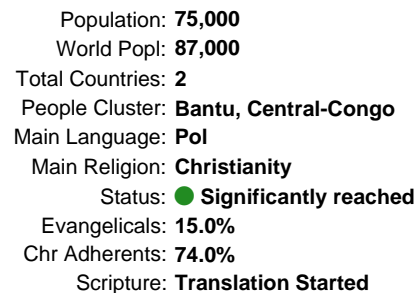 Population: 75,000
World Popl: 87,000
Total Countries: 2
People Cluster: Bantu, Central-Congo
Main Language: Pol
Main Religion: Christianity
Status: Significantly reached
Evangelicals: 15.0%
Chr Adherents: 74.0%
Scripture: Translation Started